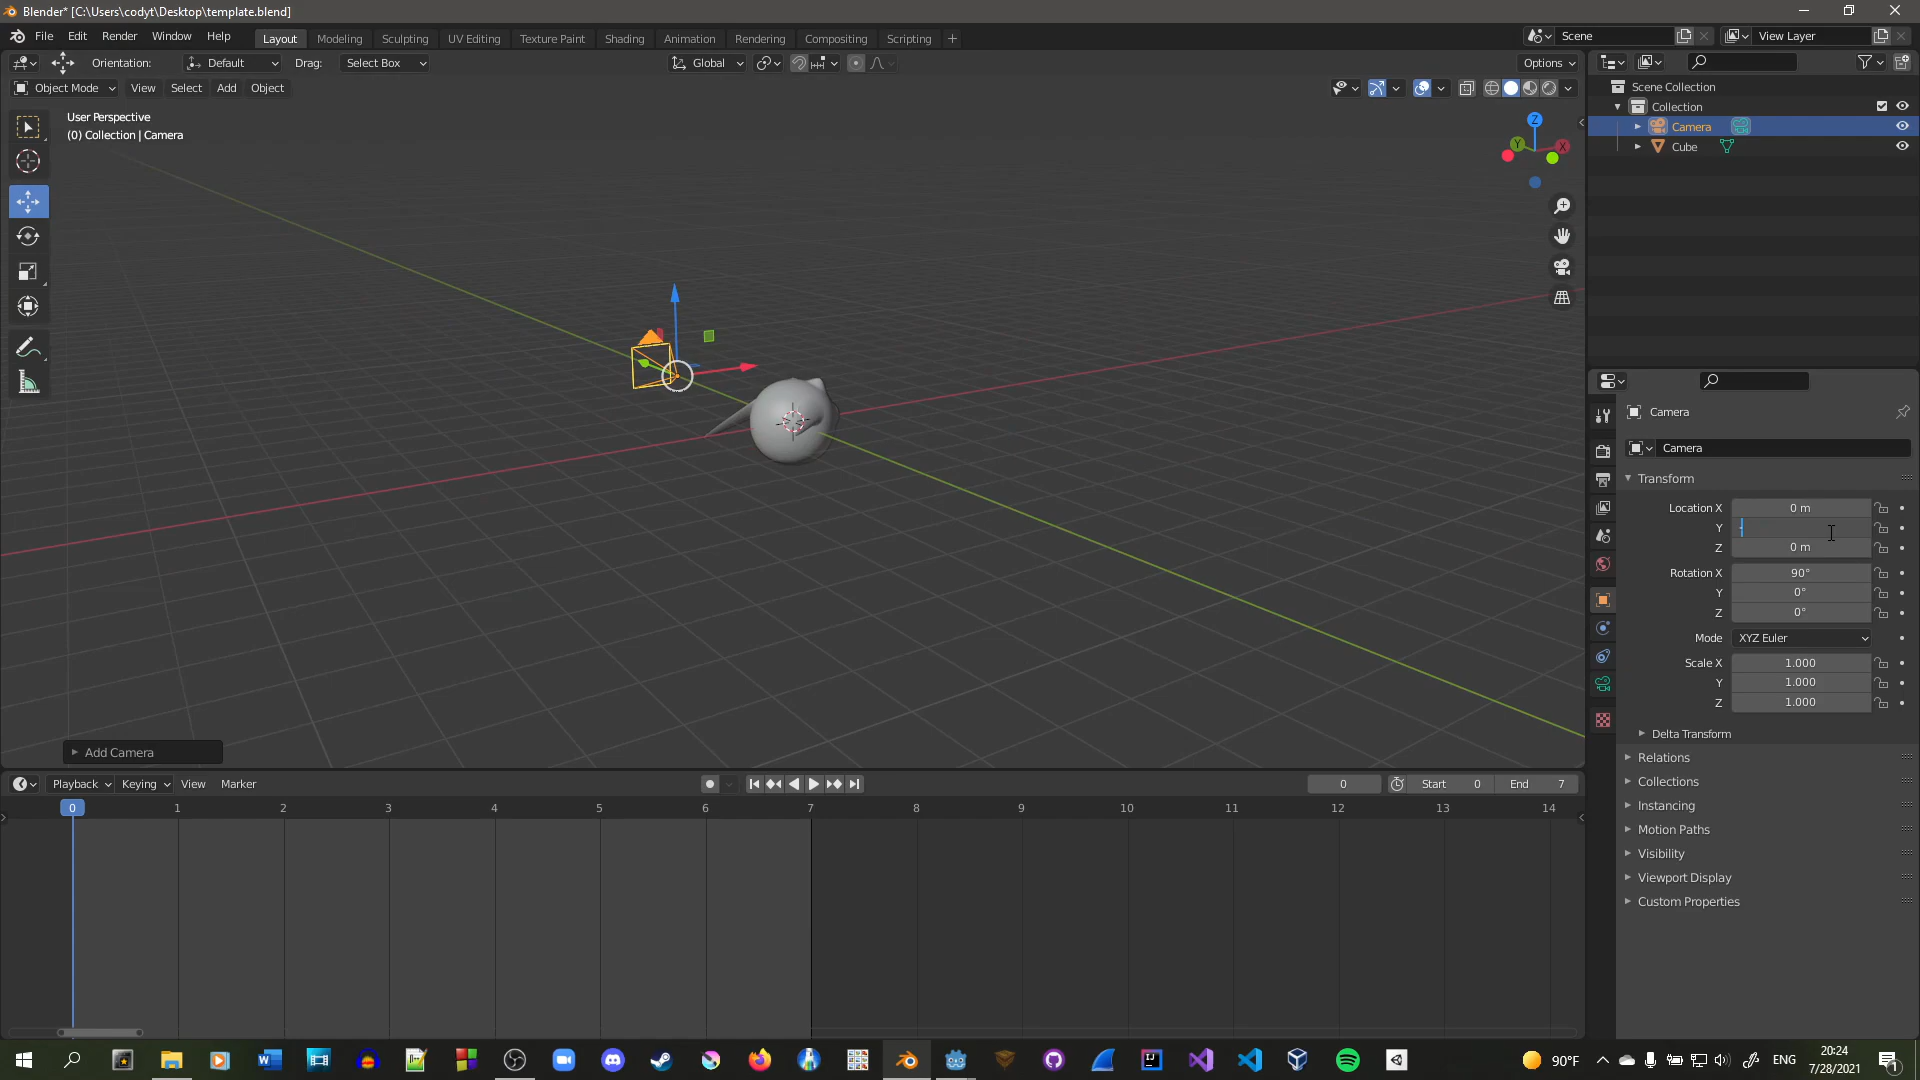 Blender* [C:\Users\codyt\Desktop\template.blend]
File Edit Render Window Help
Layout Modeling Sculpting UV Editing Texture Paint Shading Animation Rendering Compositing Scripting +
Scene
View Layer
Orientation: Default Drag: Select Box
Global
Options
Object Mode View Select Add Object
User Perspective
(0) Collection | Camera
Z
Y
X
Scene Collection
Collection
Camera
Cube
Camera
Camera
Transform
Location X 0 m
Y
Z 0 m
Rotation X 90°
Y 0°
Z 0°
Mode XYZ Euler
Scale X 1.000
Y 1.000
Z 1.000
Delta Transform
Relations
Collections
Instancing
Motion Paths
Visibility
Viewport Display
Custom Properties
Add Camera
Playback Keying View Marker
0 Start 0 End 7
0 1 2 3 4 5 6 7 8 9 10 11 12 13 14
90°F
ENG
20:24
7/28/2021
1